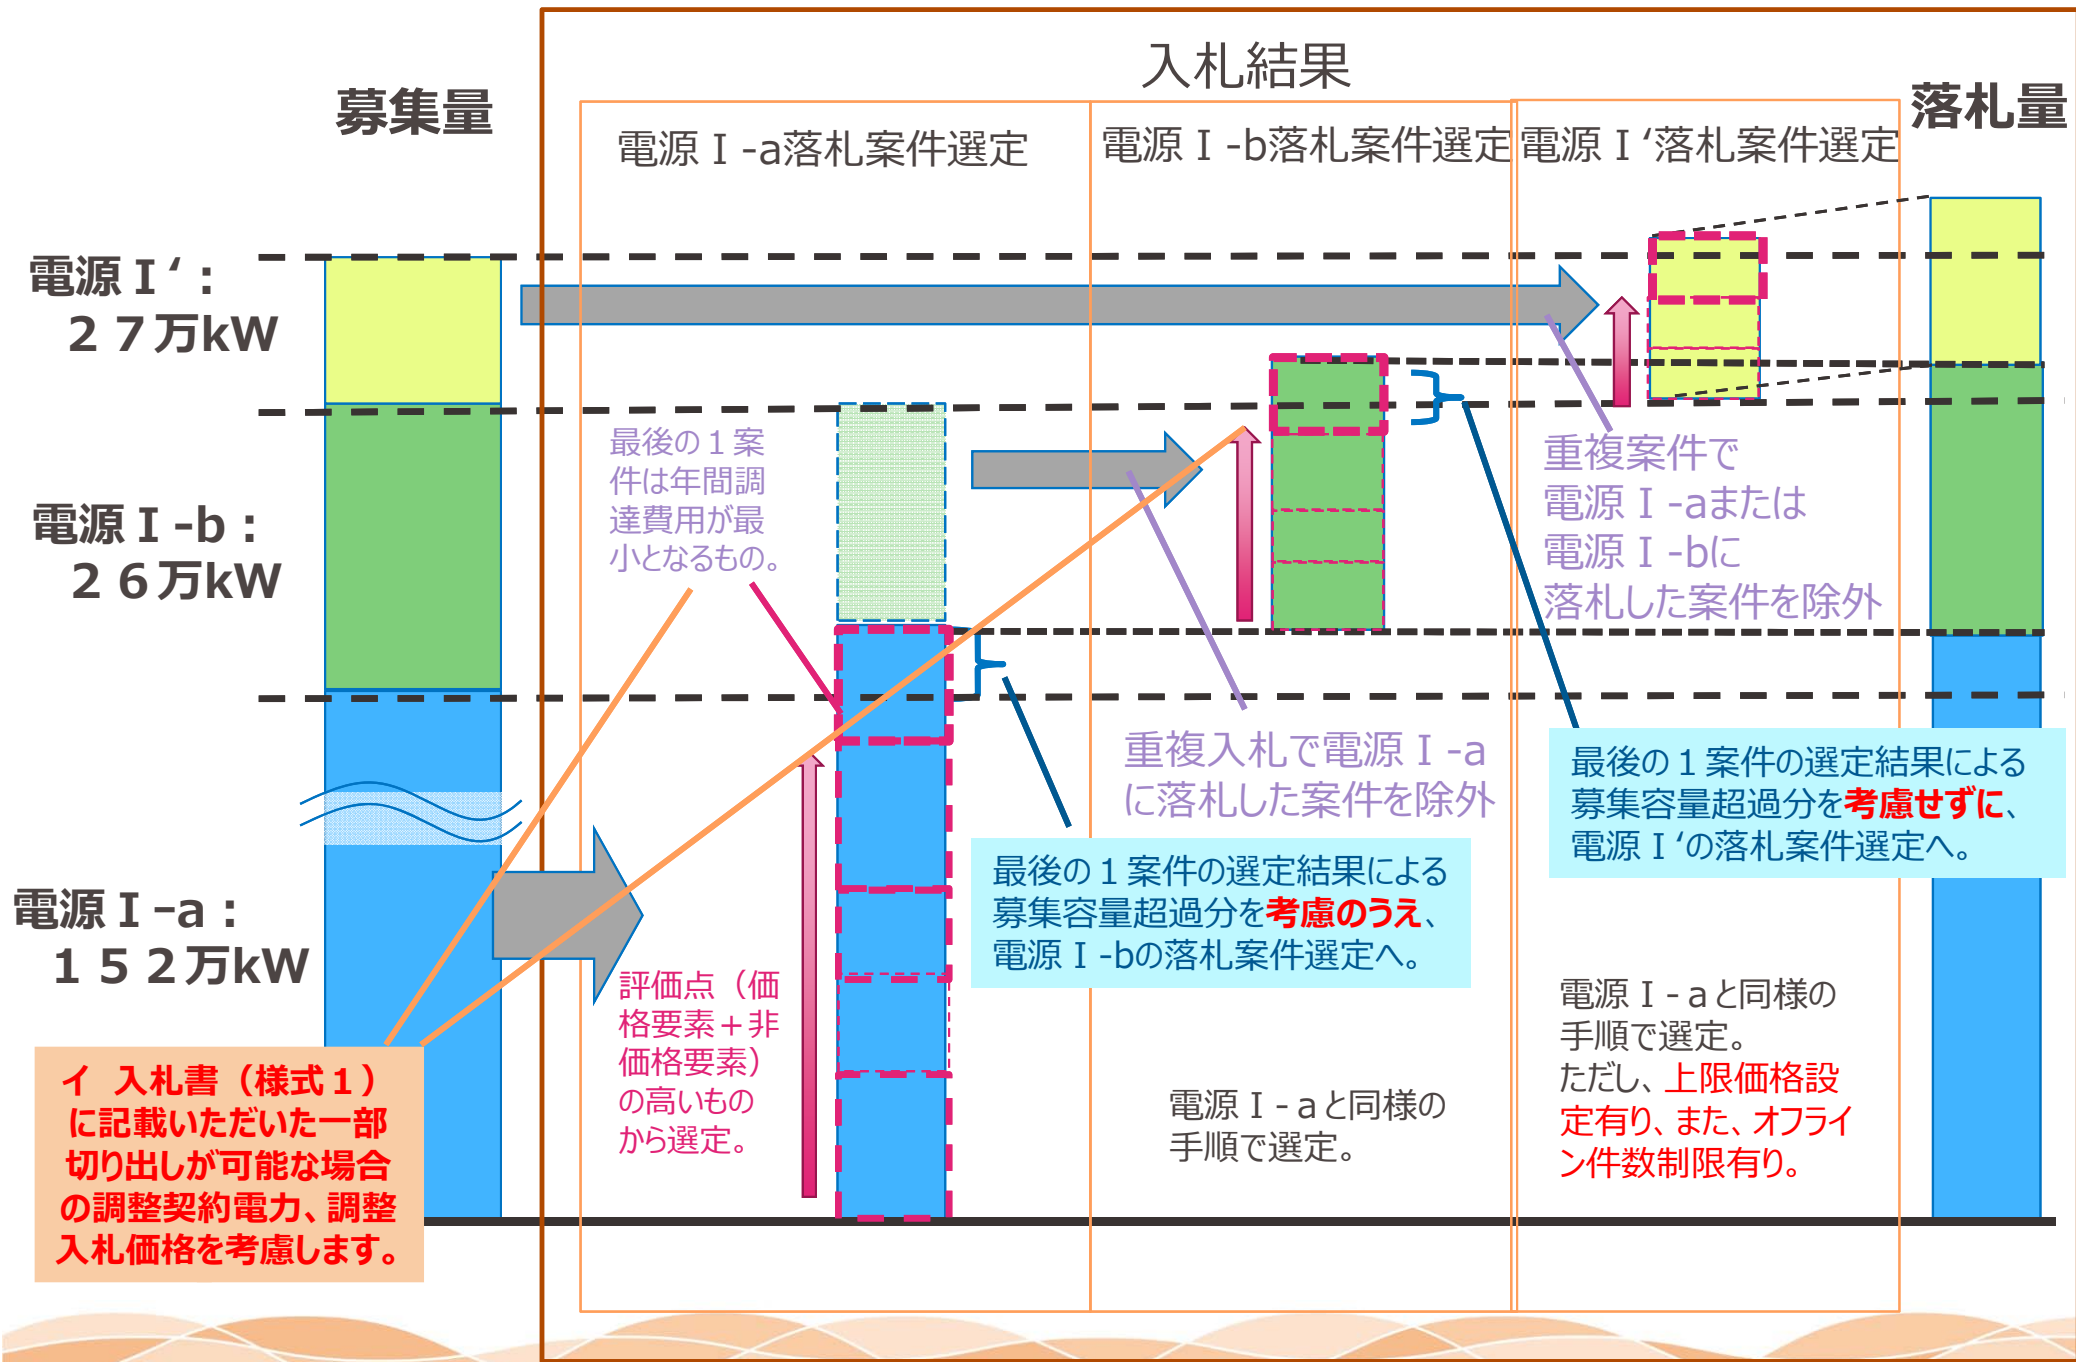 入札結果
募集量
落札量
電源Ⅰ-a落札案件選定
電源Ⅰ-b落札案件選定
電源Ⅰ‘落札案件選定
電源Ⅰ‘：
２７万kW
電源Ⅰ-b：
２６万kW
電源Ⅰ-a：
１５２万kW
最後の１案
件は年間調
達費用が最
小となるもの。
重複案件で
電源Ⅰ-aまたは
電源Ⅰ-bに
落札した案件を除外
重複入札で電源Ⅰ-a
に落札した案件を除外
最後の１案件の選定結果による
募集容量超過分を考慮せずに、
電源Ⅰ‘の落札案件選定へ。
最後の１案件の選定結果による
募集容量超過分を考慮のうえ、
電源Ⅰ-bの落札案件選定へ。
評価点（価
格要素＋非
価格要素）
の高いもの
から選定。
電源Ⅰ-ａと同様の
手順で選定。
電源Ⅰ-ａと同様の
手順で選定。
ただし、上限価格設
定有り、また、オフライ
ン件数制限有り。
イ　入札書（様式１）
に記載いただいた一部
切り出しが可能な場合
の調整契約電力、調整
入札価格を考慮します。